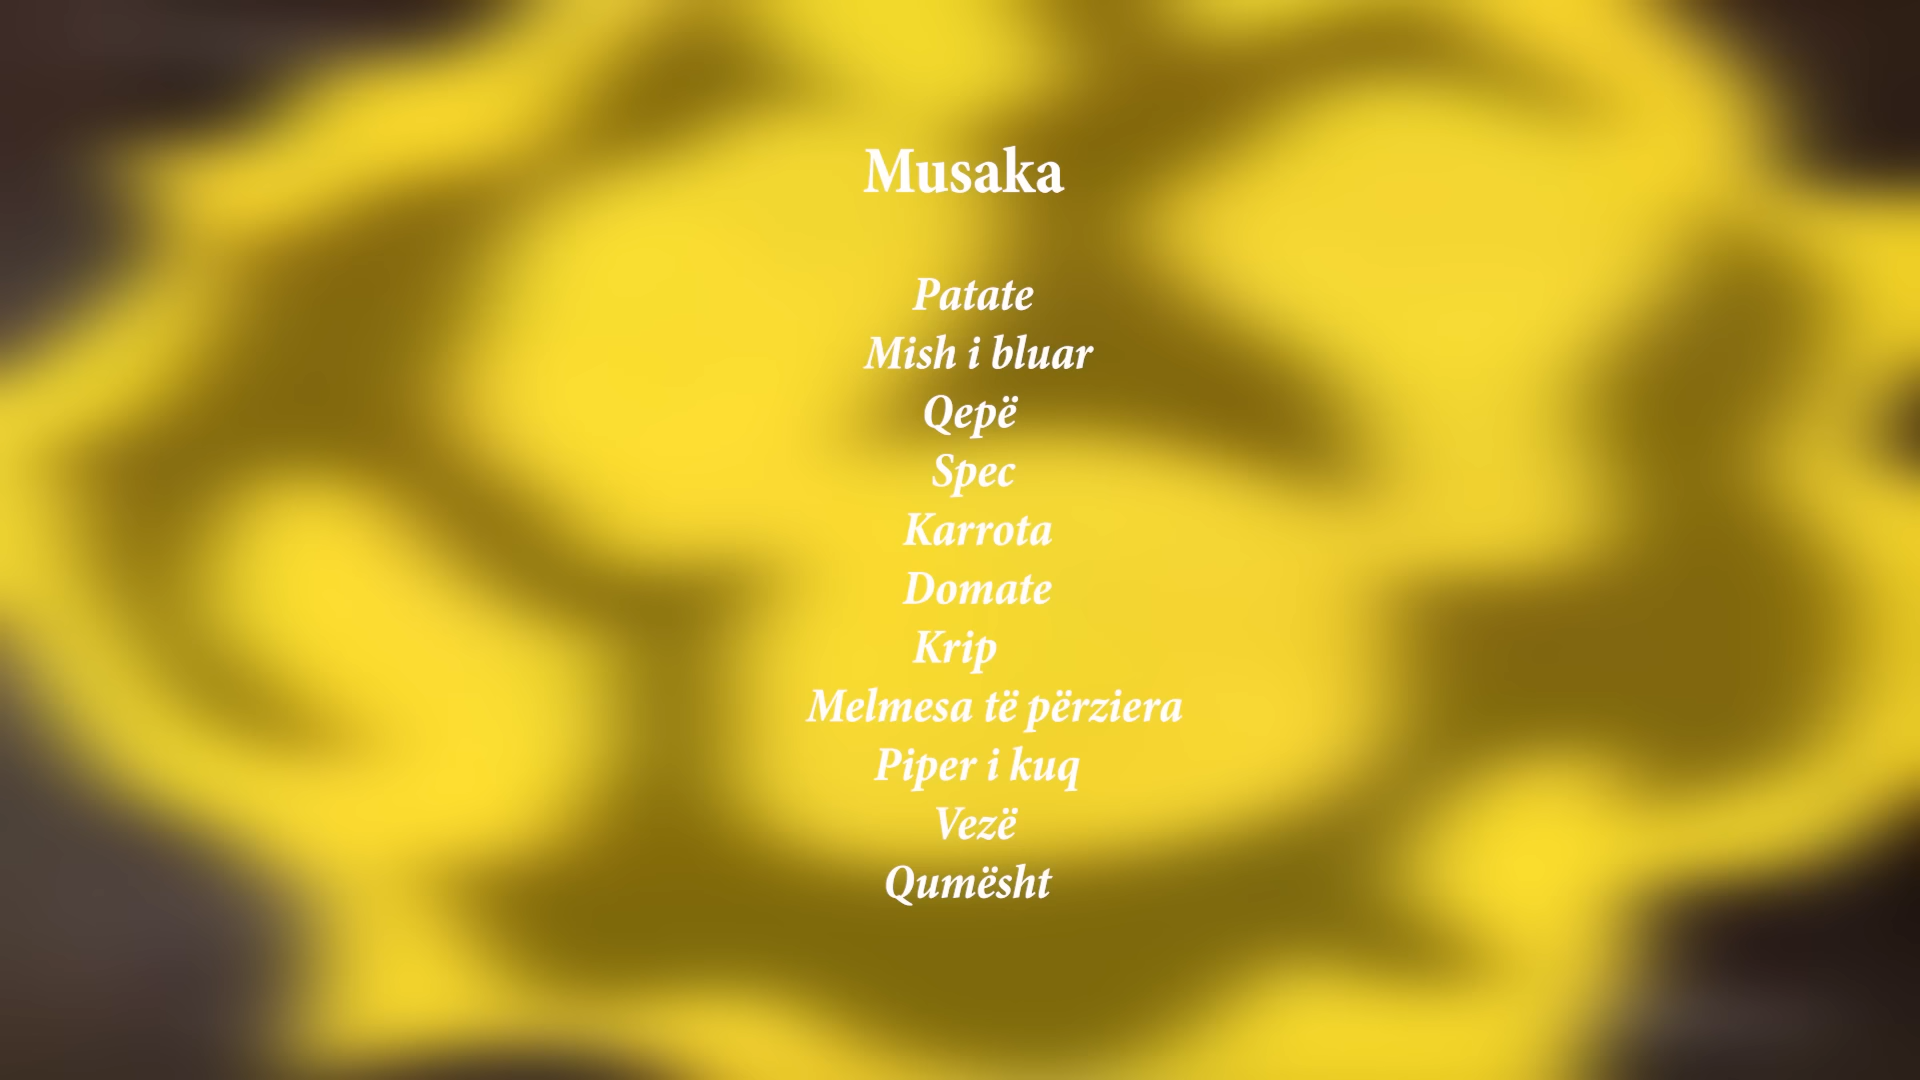 Musaka
Patate
Mish i bluar
Qepë
Spec
Karrota
Domate
Krip
Melmesa të përziera
Piper i kuq
Vezë
Qumësht